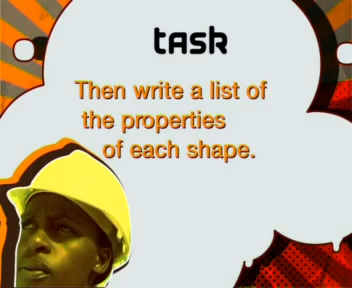 task
Then write a list of
the properties
of each shape.